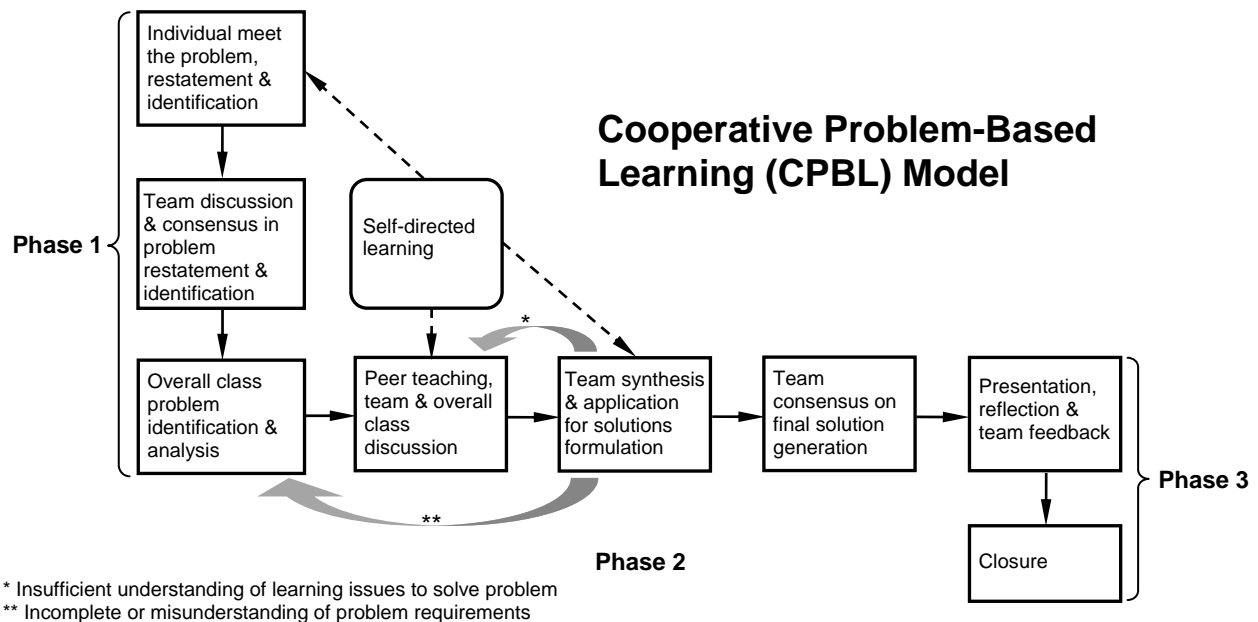 Individual meet
the problem,
restatement &
identification
Cooperative Problem-Based
Learning (CPBL) Model
Team discussion
& consensus in
problem
restatement &
identification
Phase 1
Self-directed
learning
*
Overall class
problem
identification &
analysis
Peer teaching,
team & overall
class
discussion
Team synthesis
& application
for solutions
formulation
Team
consensus on
final solution
generation
Presentation,
reflection &
team feedback
Phase 3
**
Phase 2
Closure
* Insufficient understanding of learning issues to solve problem
** Incomplete or misunderstanding of problem requirements